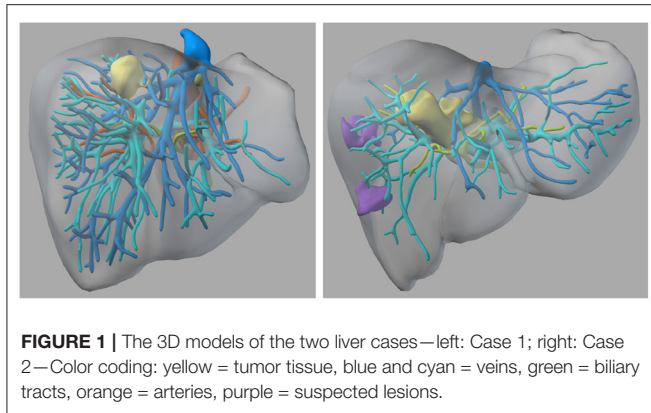 FIGURE 1 | The 3D models of the two liver cases—left: Case 1; right: Case
2—Color coding: yellow = tumor tissue, blue and cyan = veins, green = biliary
tracts, orange = arteries, purple = suspected lesions.